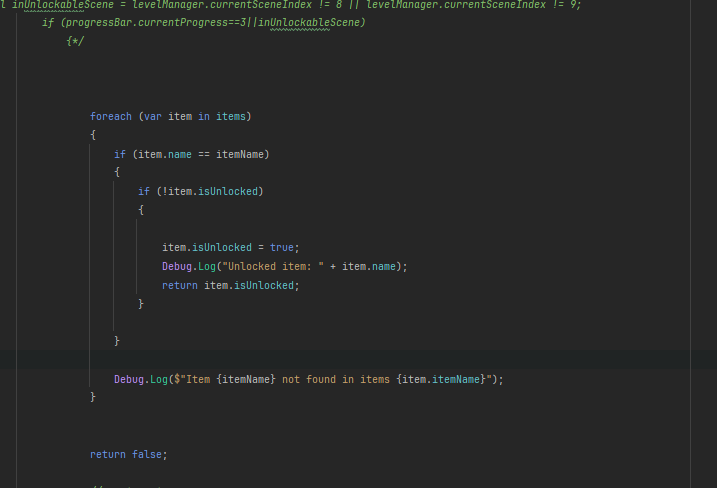 l inUnlockableScene = levelManager.currentSceneIndex != 8 || levelManager.currentSceneIndex != 9;
if (progressBar.currentProgress==3||inUnlockableScene)
{*/
foreach (var item in items)
{
if (item.name == itemName)
{
if (!item.isUnlocked)
{
item.isUnlocked = true;
Debug.Log("Unlocked item: " + item.name);
return item.isUnlocked;
}
}
Debug.Log($"Item {itemName} not found in items {item.itemName}");
}
return false;